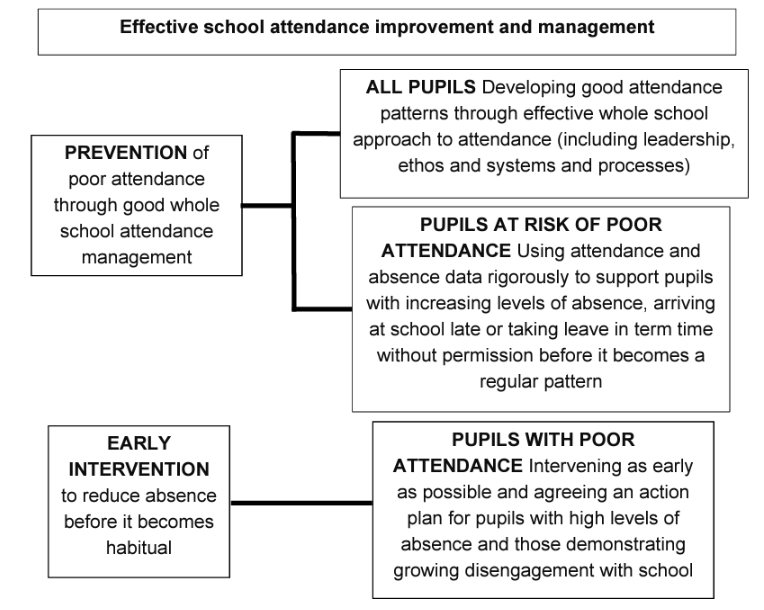 Effective school attendance improvement and management
ALL PUPILS Developing good attendance
patterns through effective whole school
approach to attendance (including leadership,
ethos and systems and processes)
PREVENTION of
poor attendance
through good whole
school attendance
management
PUPILS AT RISK OF POOR
ATTENDANCE Using attendance and
absence data rigorously to support pupils
with increasing levels of absence, arriving
at school late or taking leave in term time
without permission before it becomes a
regular pattern
EARLY
INTERVENTION
to reduce absence
before it becomes
habitual
PUPILS WITH POOR
ATTENDANCE Intervening as early
as possible and agreeing an action
plan for pupils with high levels of
absence and those demonstrating
growing disengagement with school